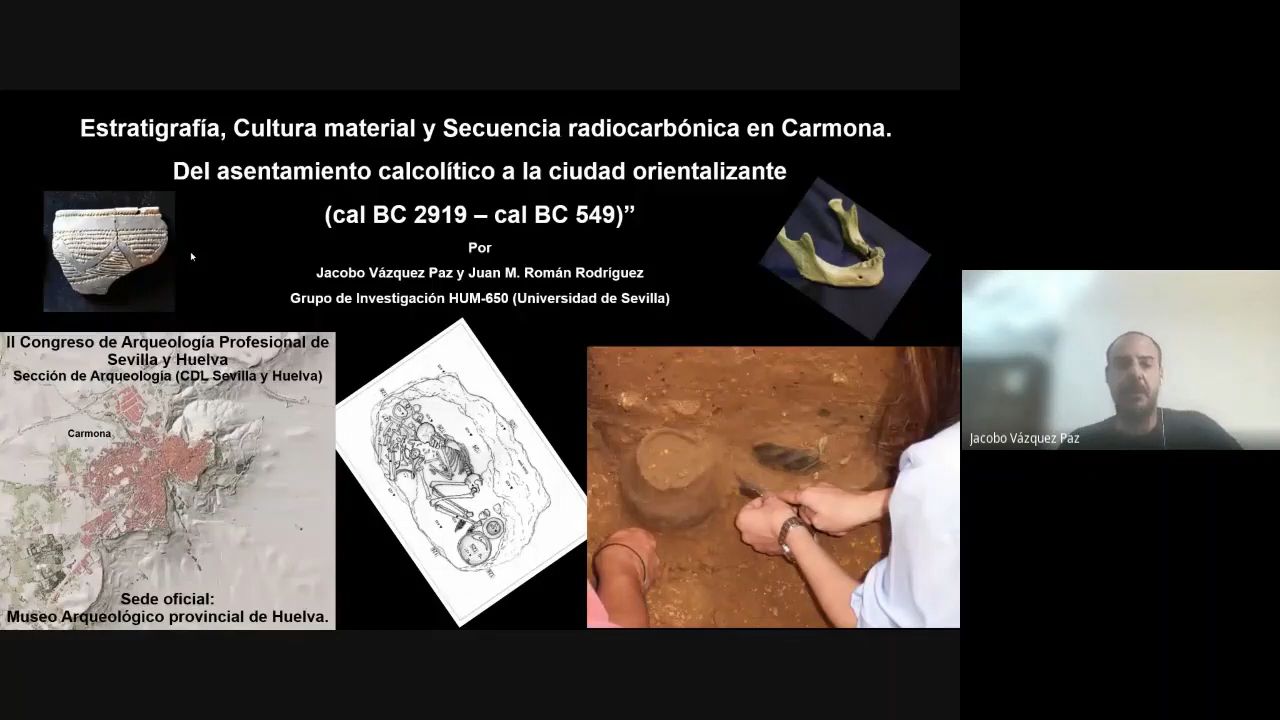 Estratigrafía, Cultura material y Secuencia radiocarbónica en Carmona.
Del asentamiento calcolítico a la ciudad orientalizante
(cal BC 2919 – cal BC 549)”
Por
Jacobo Vázquez Paz y Juan M. Román Rodríguez
Grupo de Investigación HUM-650 (Universidad de Sevilla)
II Congreso de Arqueología Profesional de
Sevilla y Huelva
Sección de Arqueología (CDL Sevilla y Huelva)
Carmona
Sede oficial:
Museo Arqueológico provincial de Huelva.
Jacobo Vázquez Paz